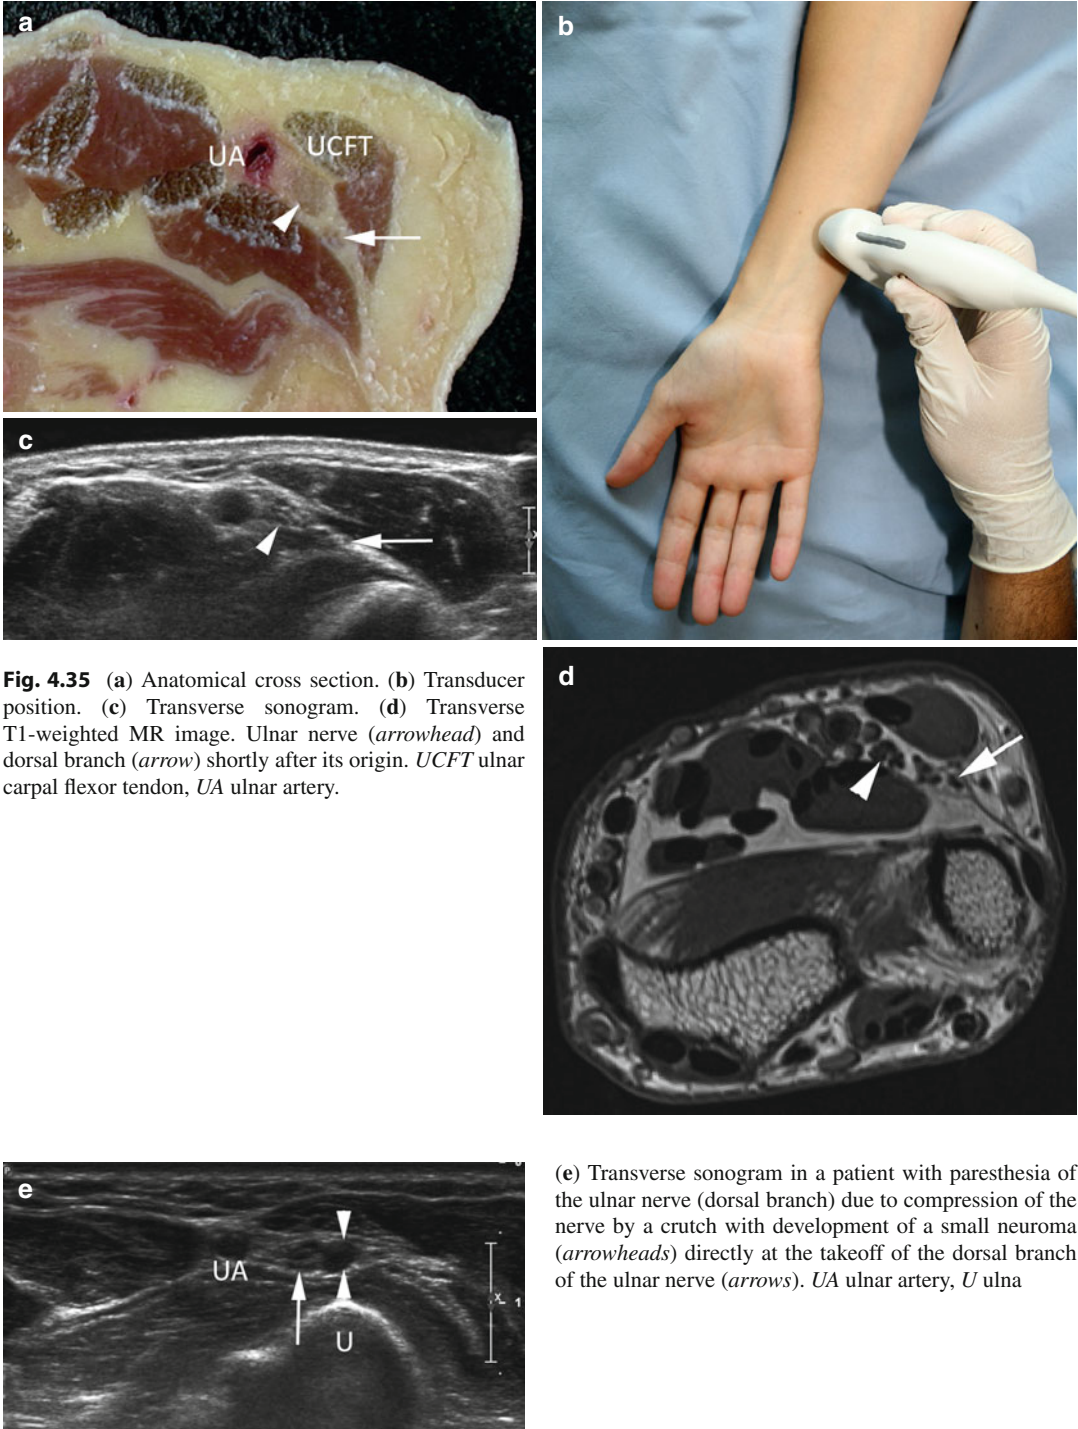 a
UA
UCFT
b
c
Fig. 4.35 (a) Anatomical cross section. (b) Transducer
position. (c) Transverse sonogram. (d) Transverse
T1-weighted MR image. Ulnar nerve (arrowhead) and
dorsal branch (arrow) shortly after its origin. UCFT ulnar
carpal flexor tendon, UA ulnar artery.
d
e
UA
U
1
(e) Transverse sonogram in a patient with paresthesia of
the ulnar nerve (dorsal branch) due to compression of the
nerve by a crutch with development of a small neuroma
(arrowheads) directly at the takeoff of the dorsal branch
of the ulnar nerve (arrows). UA ulnar artery, U ulna